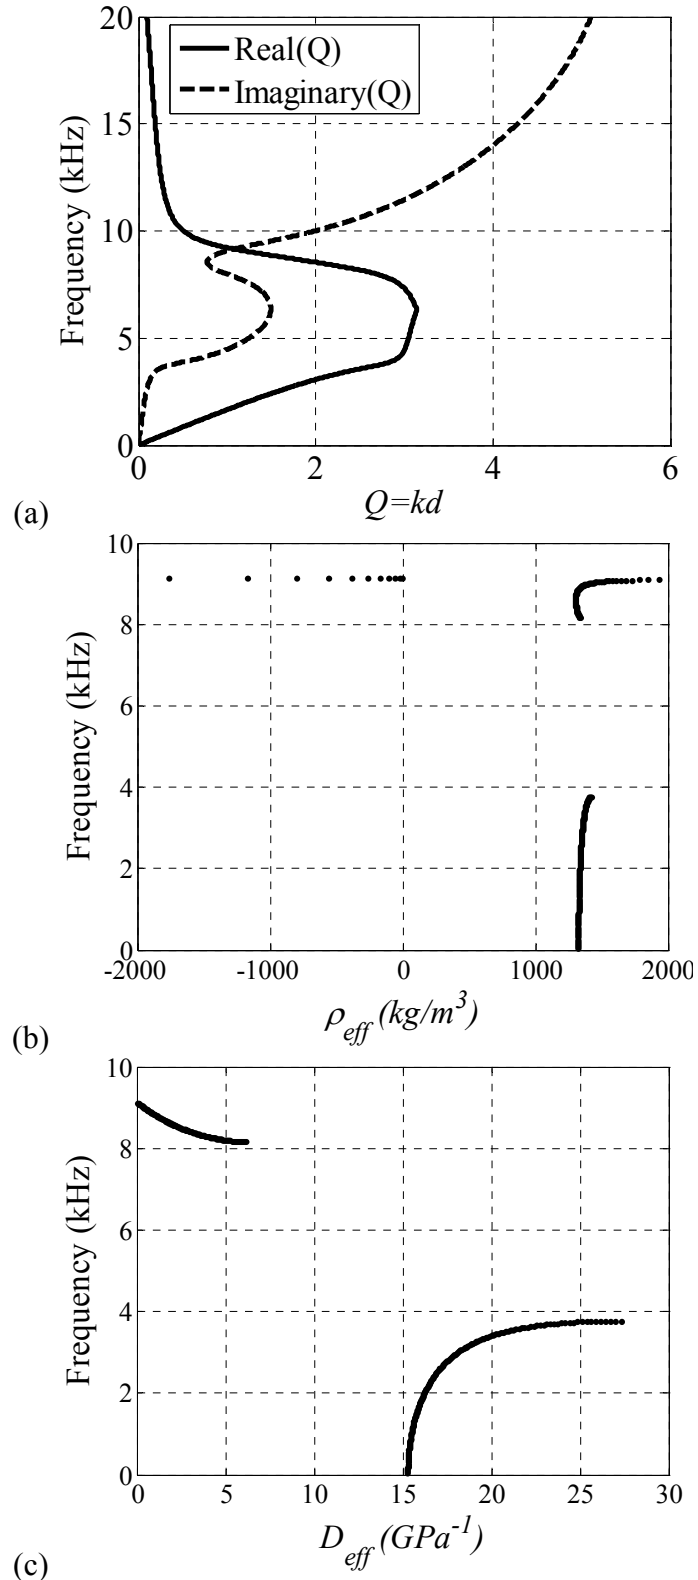 20
Real(Q)
Imaginary(Q)
15
10
5
0
Frequency (kHz)
0 2 4 6
Q=kd
(a)
10
8
6
4
2
0
Frequency (kHz)
-2000 -1000 0 1000 2000
ρeff (kg/m³)
(b)
10
8
6
4
2
0
Frequency (kHz)
0 5 10 15 20 25 30
Deff (GPa⁻¹)
(c)